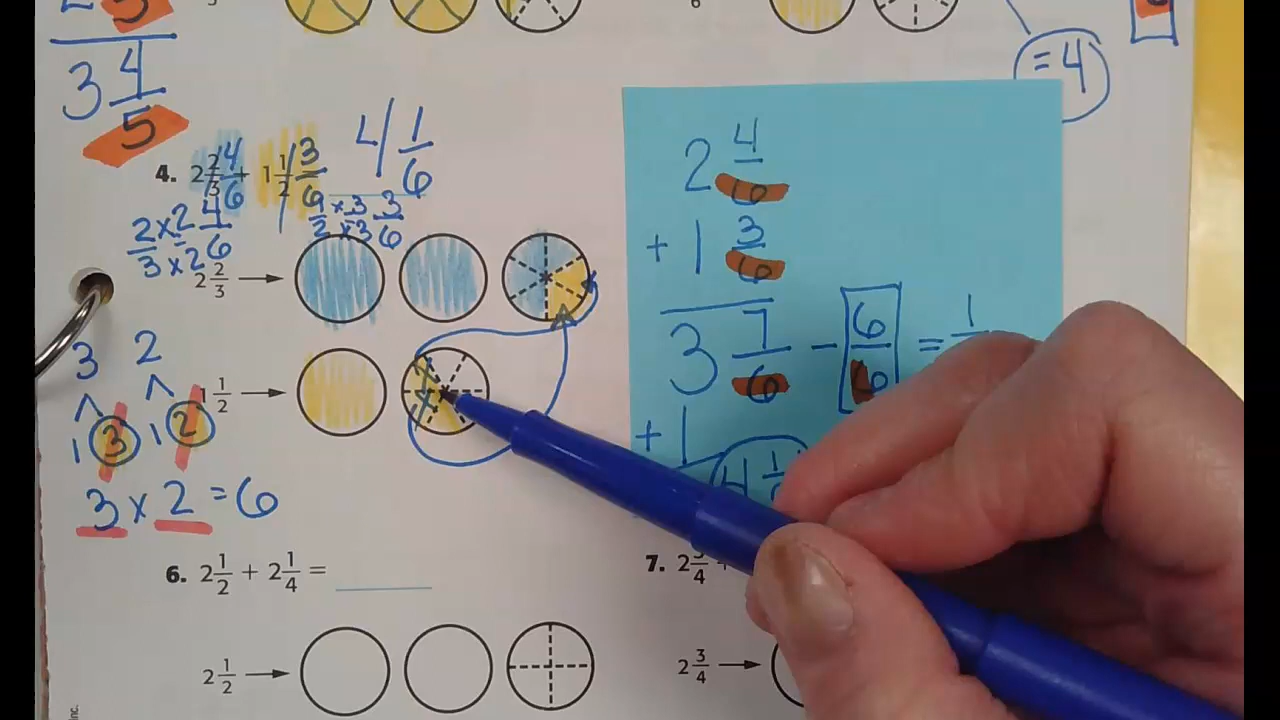 5
3 4/5
= 4
4. 2 2/3 4/6 + 1 1/2 3/6 = 4 1/6
2/3 × 2/× 2 4/6
× 3/× 3 3/6
2 2/3
3 2
1 3 1 2
1 1/2
3 × 2 = 6
2 4/6
+ 1 3/6
3 7/6 - 6/6 = 1
+ 1
4 1
6. 2 1/2 + 2 1/4 =
7. 2 3/4
2 1/2
2 3/4
inc.